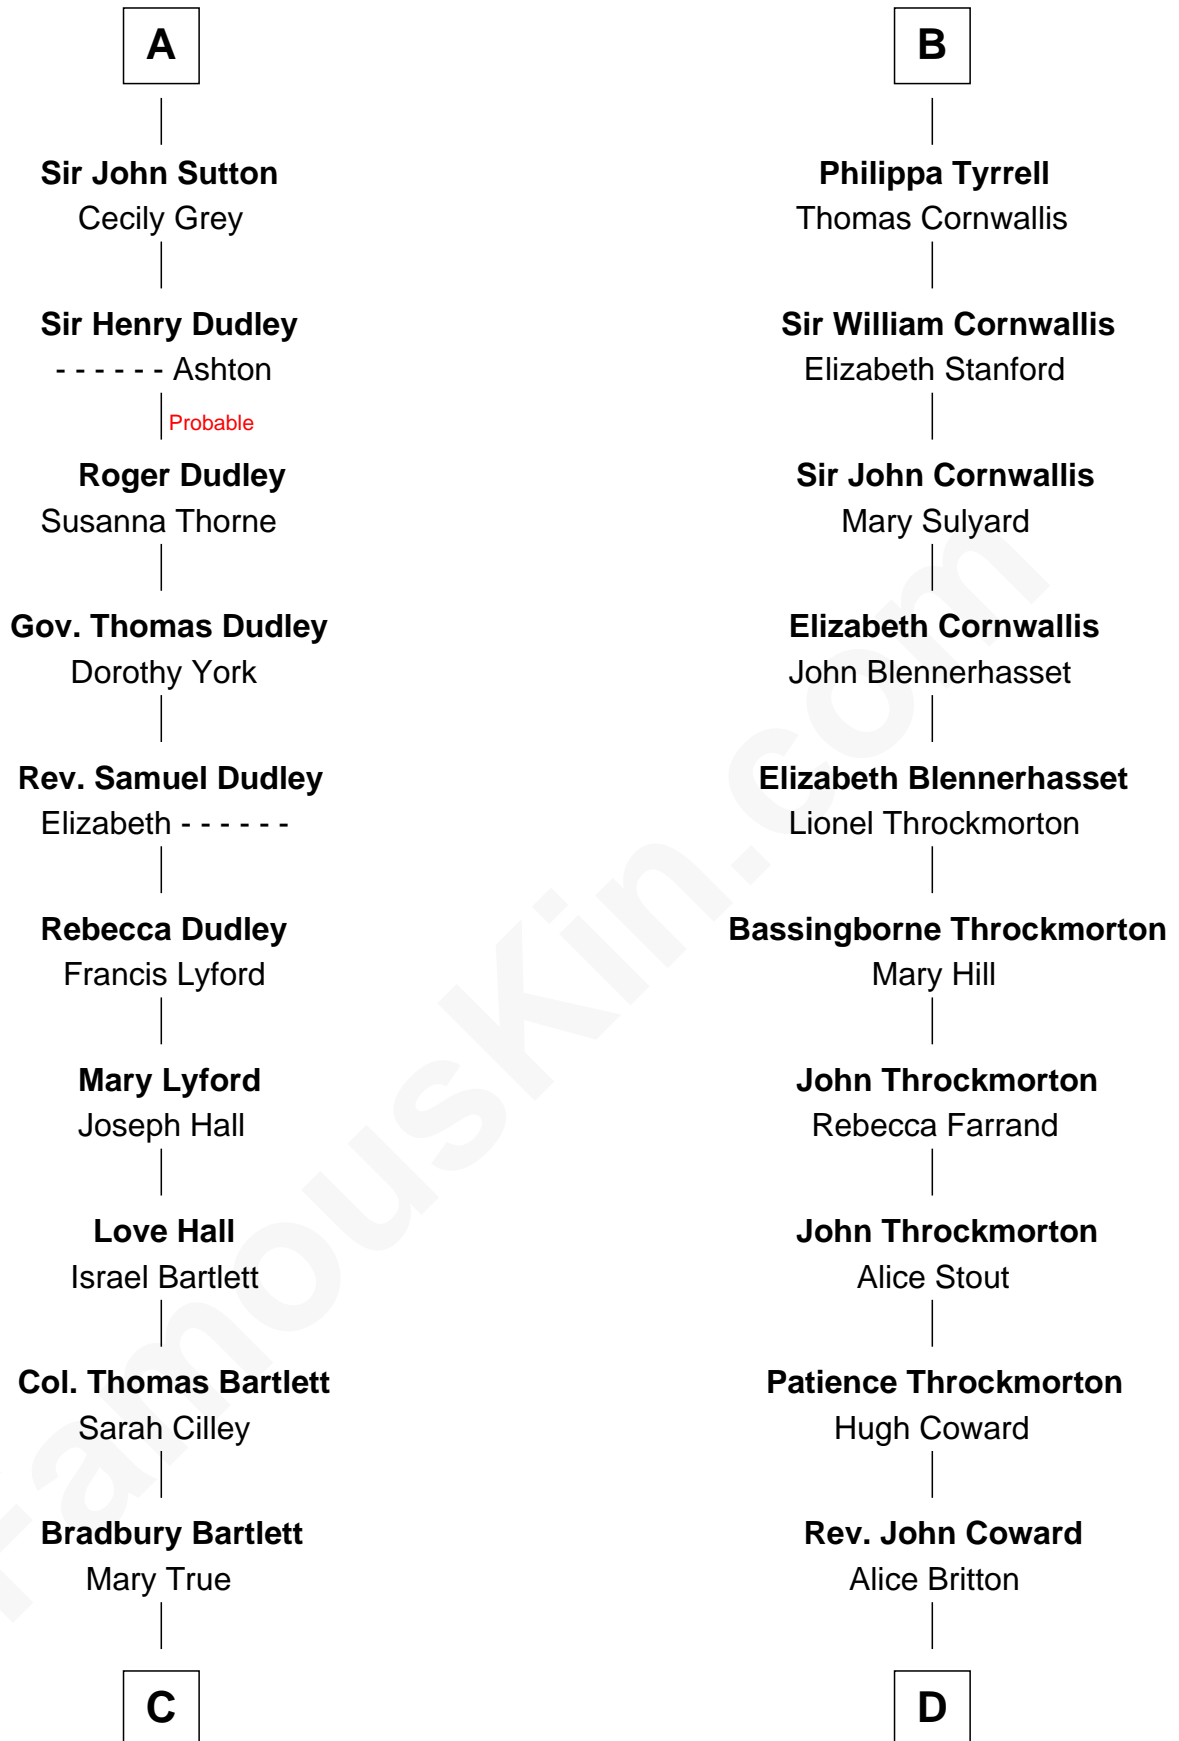 A
Sir John Sutton
Cecily Grey
Sir Henry Dudley
- - - - - - Ashton
Probable
Roger Dudley
Susanna Thorne
Gov. Thomas Dudley
Dorothy York
Rev. Samuel Dudley
Elizabeth - - - - - -
Rebecca Dudley
Francis Lyford
Mary Lyford
Joseph Hall
Love Hall
Israel Bartlett
Col. Thomas Bartlett
Sarah Cilley
Bradbury Bartlett
Mary True
C
B
Philippa Tyrrell
Thomas Cornwallis
Sir William Cornwallis
Elizabeth Stanford
Sir John Cornwallis
Mary Sulyard
Elizabeth Cornwallis
John Blennerhasset
Elizabeth Blennerhasset
Lionel Throckmorton
Bassingborne Throckmorton
Mary Hill
John Throckmorton
Rebecca Farrand
John Throckmorton
Alice Stout
Patience Throckmorton
Hugh Coward
Rev. John Coward
Alice Britton
D
FamousKin.com